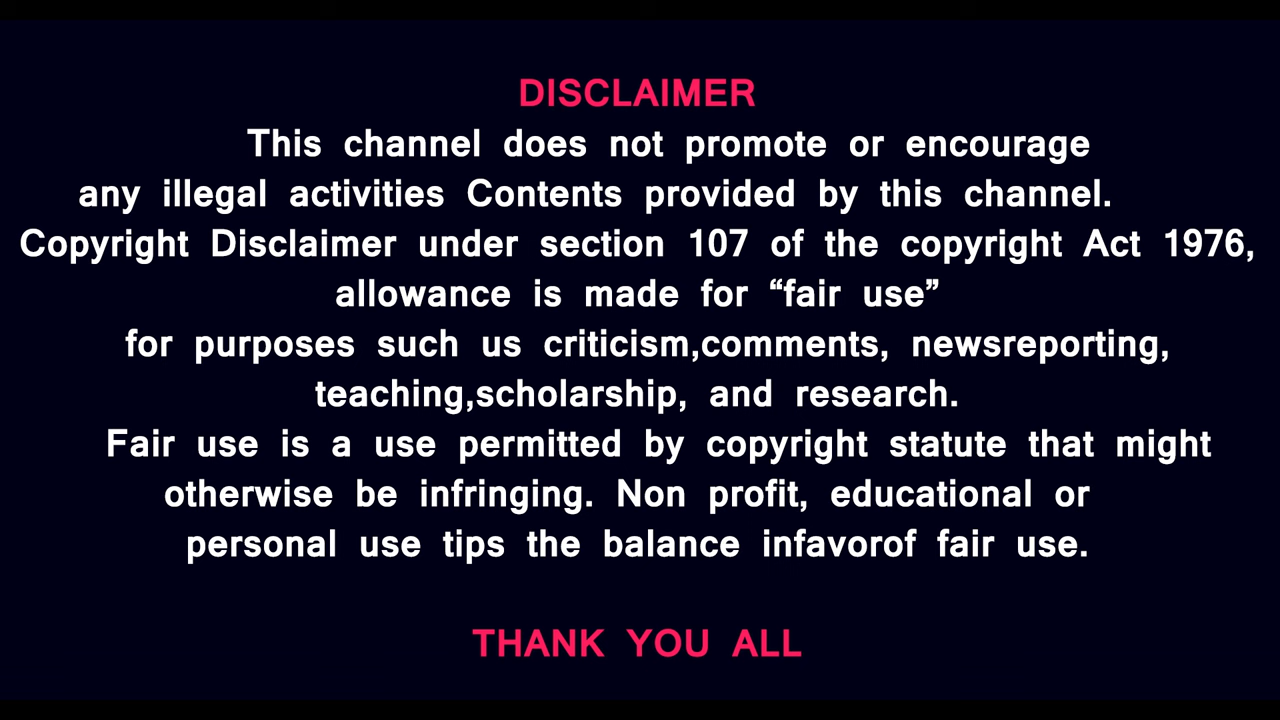 DISCLAIMER
This channel does not promote or encourage
any illegal activities Contents provided by this channel.
Copyright Disclaimer under section 107 of the copyright Act 1976,
allowance is made for “fair use”
for purposes such us criticism,comments, newsreporting,
teaching,scholarship, and research.
Fair use is a use permitted by copyright statute that might
otherwise be infringing. Non profit, educational or
personal use tips the balance infavorof fair use.
THANK YOU ALL